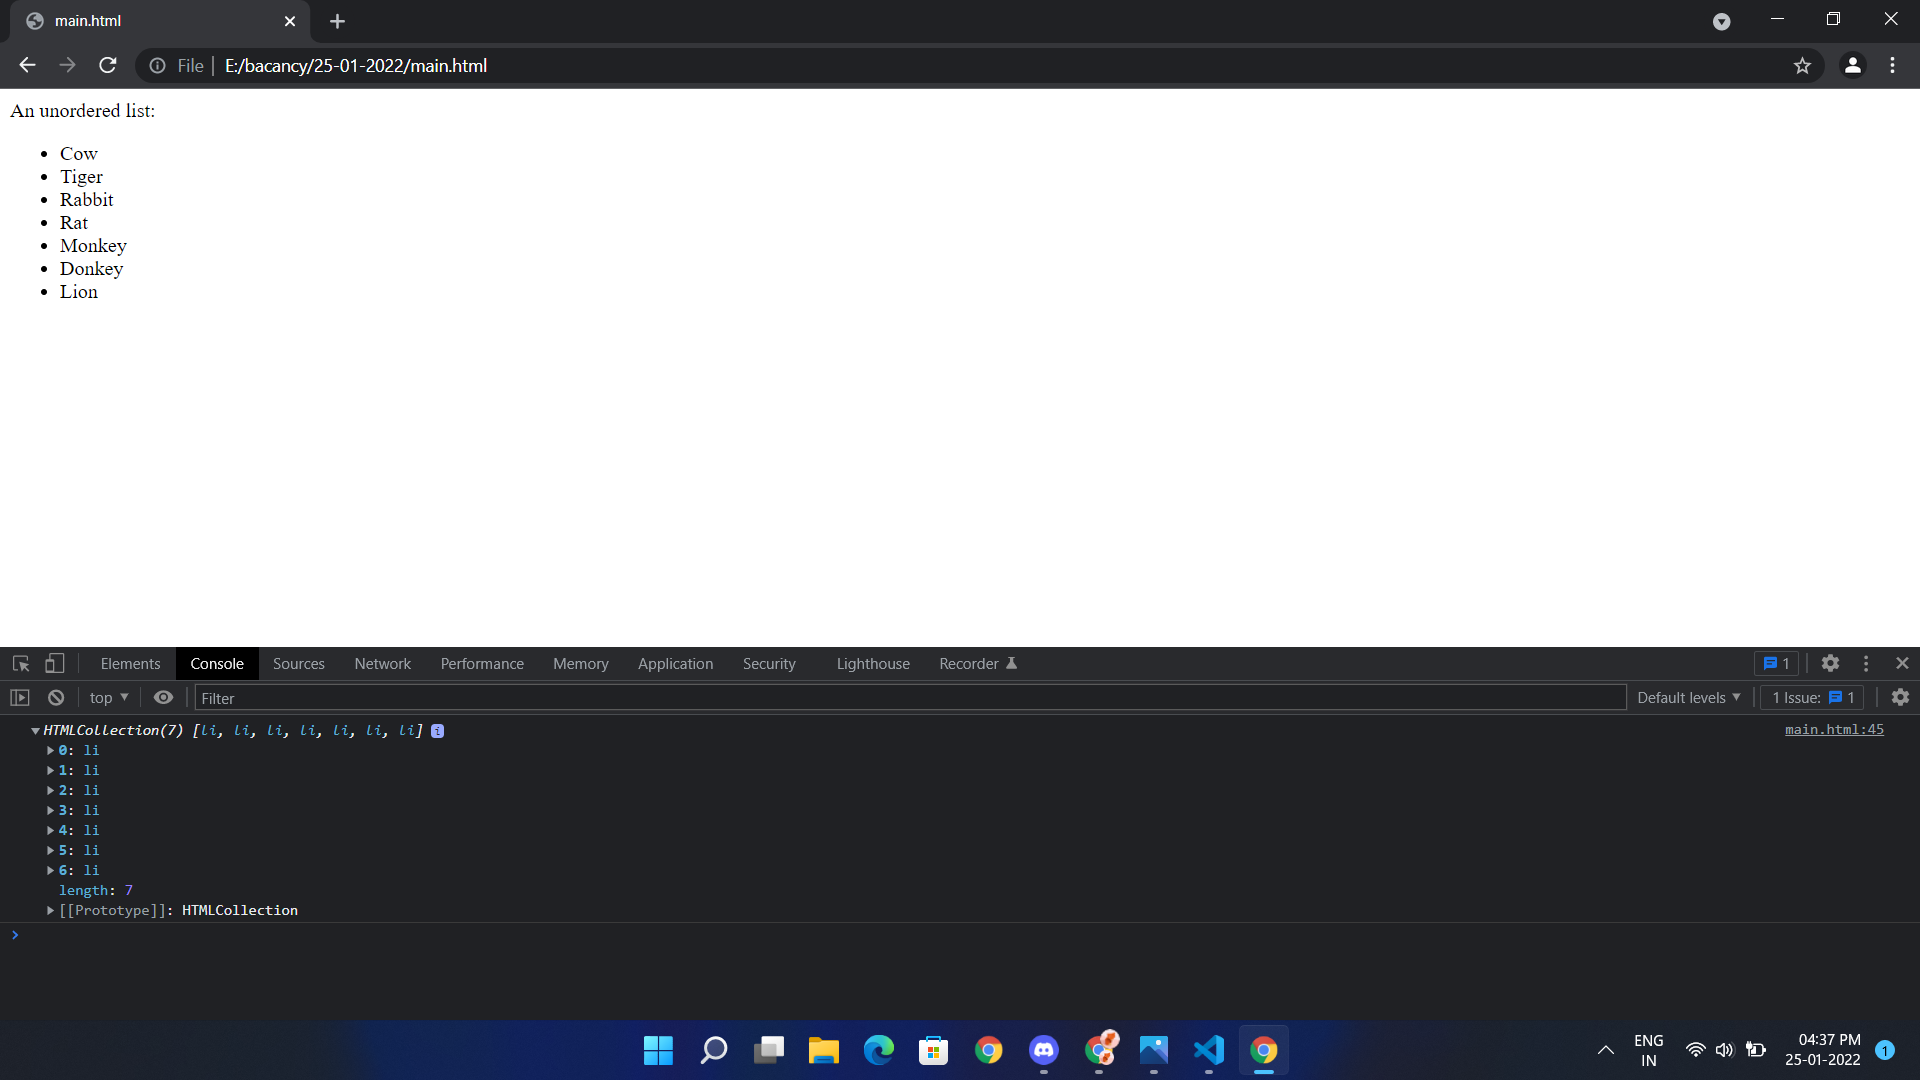 main.html
File E:/bacancy/25-01-2022/main.html
An unordered list:
Cow
Tiger
Rabbit
Rat
Monkey
Donkey
Lion
Elements Console Sources Network Performance Memory Application Security Lighthouse Recorder 1
top Filter Default levels 1 Issue: 1
HTMLCollection(7) [li, li, li, li, li, li, li] i main.html:45
0: li
1: li
2: li
3: li
4: li
5: li
6: li
length: 7
[[Prototype]]: HTMLCollection
ENG 04:37 PM
IN 25-01-2022 1